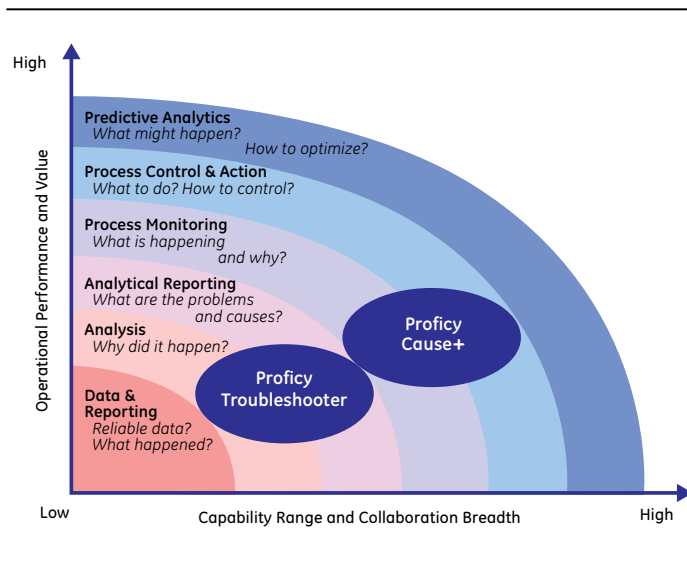 High
Operational Performance and Value
Predictive Analytics
What might happen?
How to optimize?
Process Control & Action
What to do? How to control?
Process Monitoring
What is happening
and why?
Analytical Reporting
What are the problems
and causes?
Analysis
Why did it happen?
Data &
Reporting
Reliable data?
What happened?
Proficy
Cause+
Proficy
Troubleshooter
Low
Capability Range and Collaboration Breadth
High